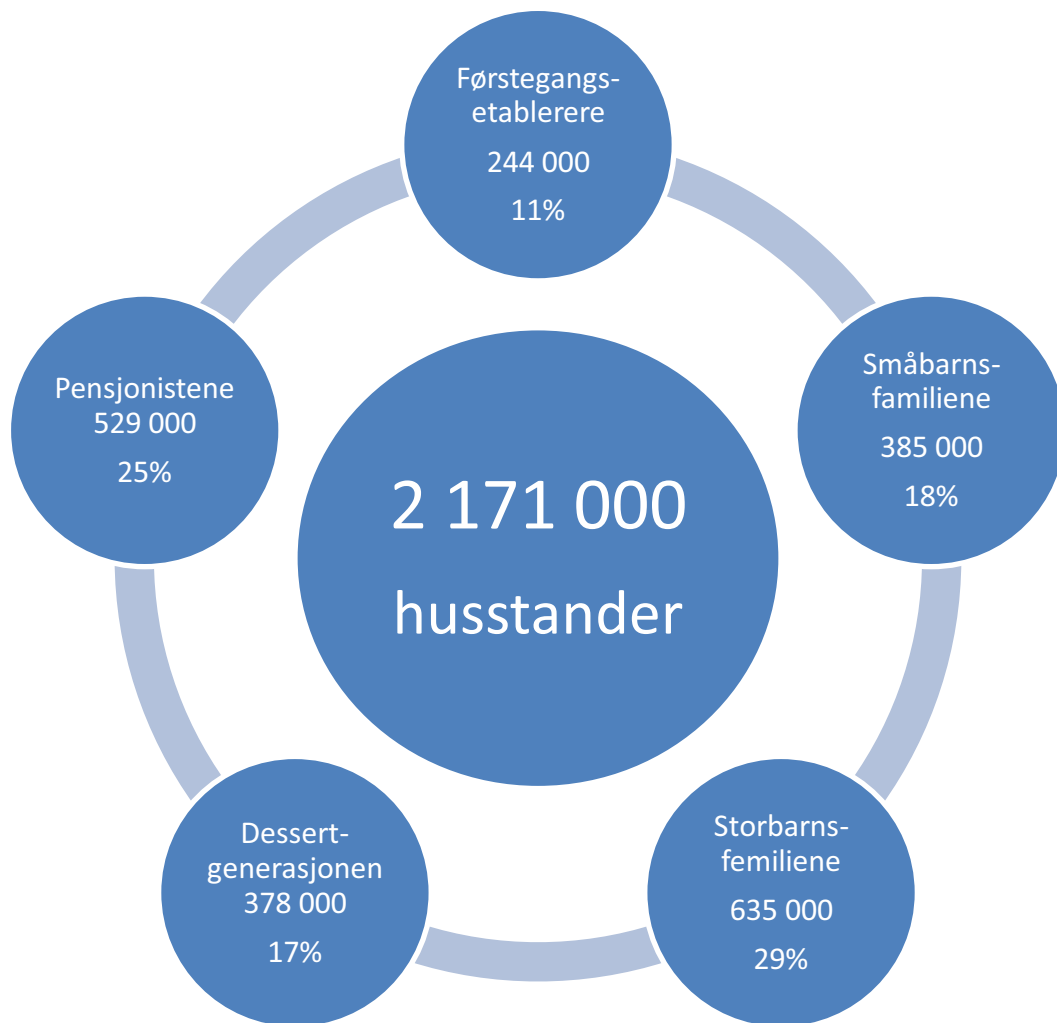 Førstegangs-
etablerere
244 000
11%
Småbarns-
familiene
385 000
18%
Storbarns-
femiliene
635 000
29%
Dessert-
generasjonen
378 000
17%
Pensjonistene
529 000
25%
2 171 000
husstander